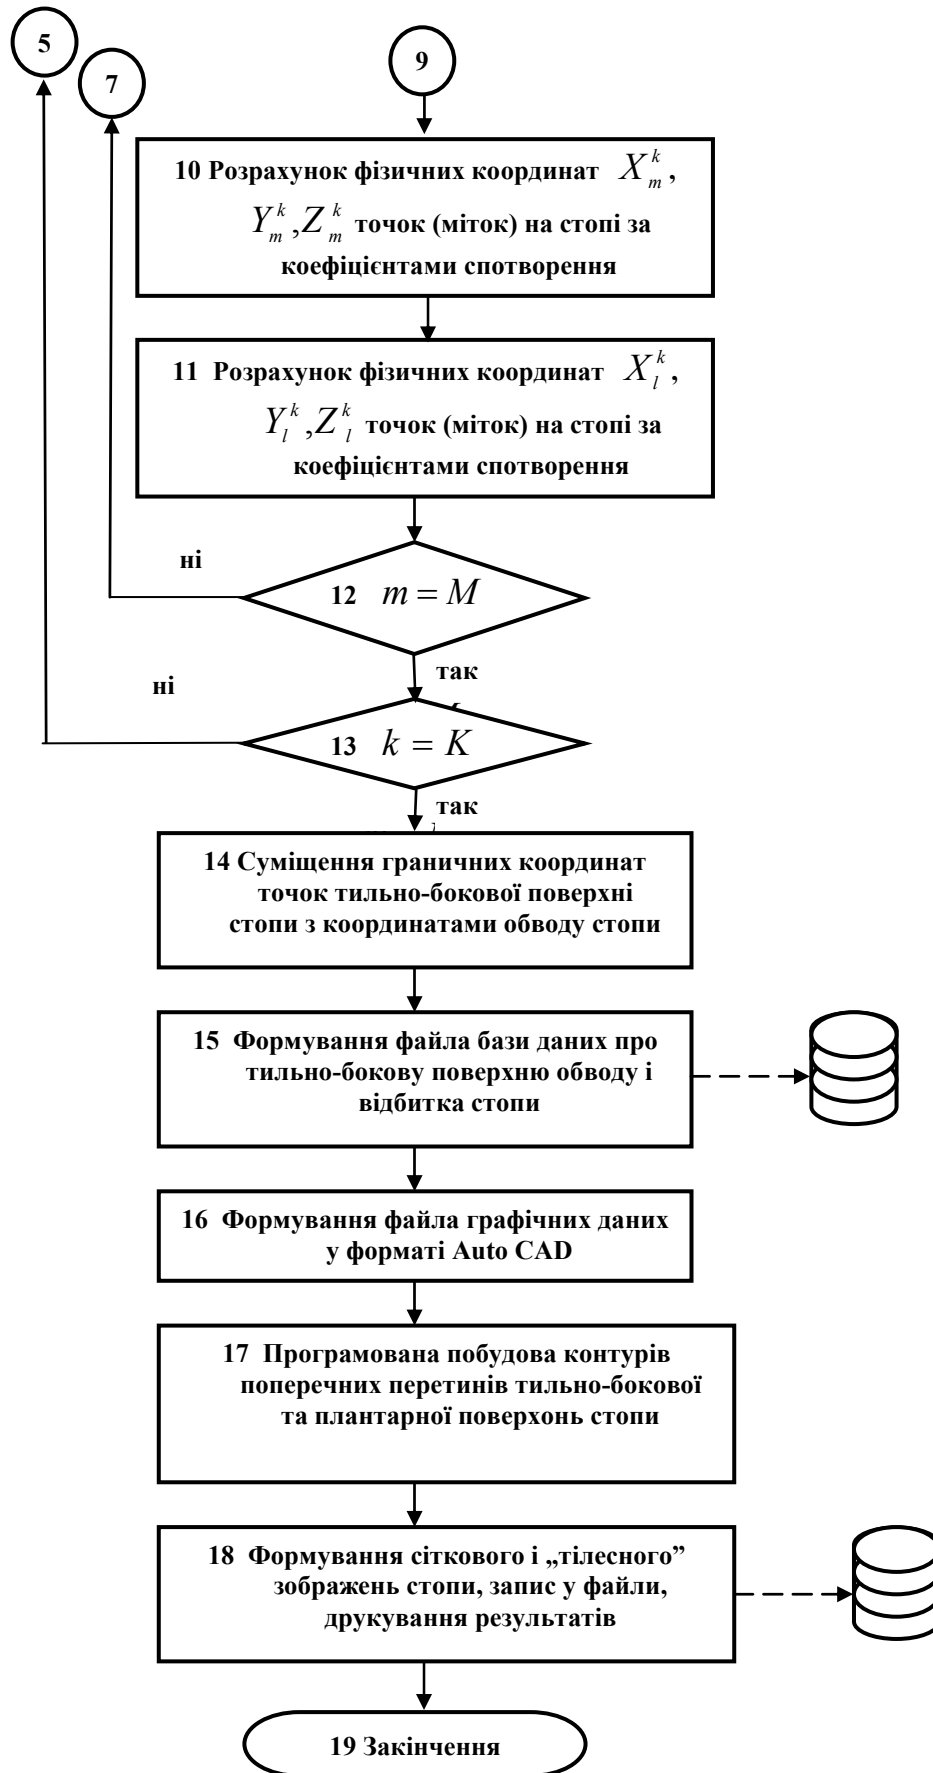 5
7
9
10 Розрахунок фізичних координат X_m^k ,
Y_m^k ,Z_m^k точок (міток) на стопі за
коефіцієнтами спотворення
11 Розрахунок фізичних координат X_l^k ,
Y_l^k ,Z_l^k точок (міток) на стопі за
коефіцієнтами спотворення
ні
12 m = M
так
ні
13 k = K
так
14 Суміщення граничних координат
точок тильно-бокової поверхні
стопи з координатами обводу стопи
15 Формування файла бази даних про
тильно-бокову поверхню обводу і
відбитка стопи
16 Формування файла графічних даних
у форматі Auto CAD
17 Програмована побудова контурів
поперечних перетинів тильно-бокової
та плантарної поверхонь стопи
18 Формування сіткового і „тілесного”
зображень стопи, запис у файли,
друкування результатів
19 Закінчення